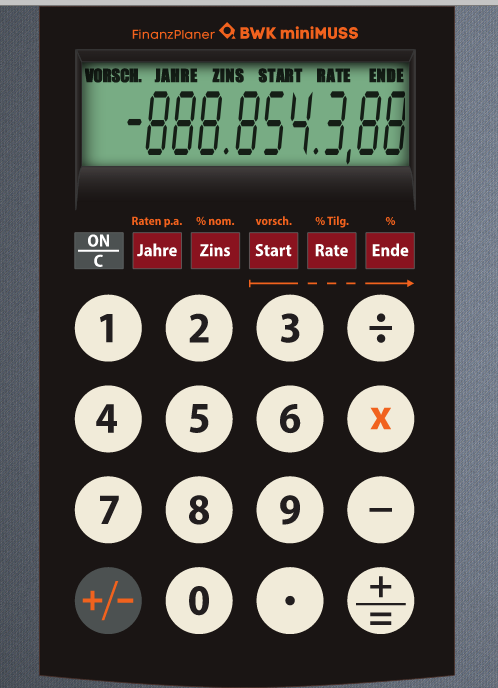 FinanzPlaner BWK miniMUSS
VORSCH. JAHRE ZINS START RATE ENDE
-888.854.3,88
Raten p.a. % nom. vorsch. % Tilg. %
ON
C Jahre Zins Start Rate Ende
1 2 3 ÷
4 5 6 x
7 8 9 −
+/− 0 . +
=